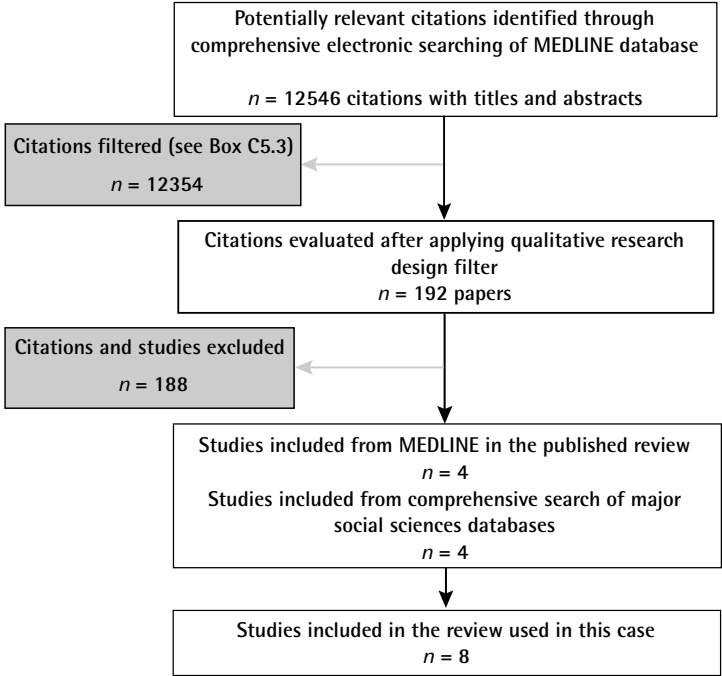 Potentially relevant citations identified through
comprehensive electronic searching of MEDLINE database
n = 12546 citations with titles and abstracts
Citations filtered (see Box C5.3)
n = 12354
Citations evaluated after applying qualitative research
design filter
n = 192 papers
Citations and studies excluded
n = 188
Studies included from MEDLINE in the published review
n = 4
Studies included from comprehensive search of major
social sciences databases
n = 4
Studies included in the review used in this case
n = 8